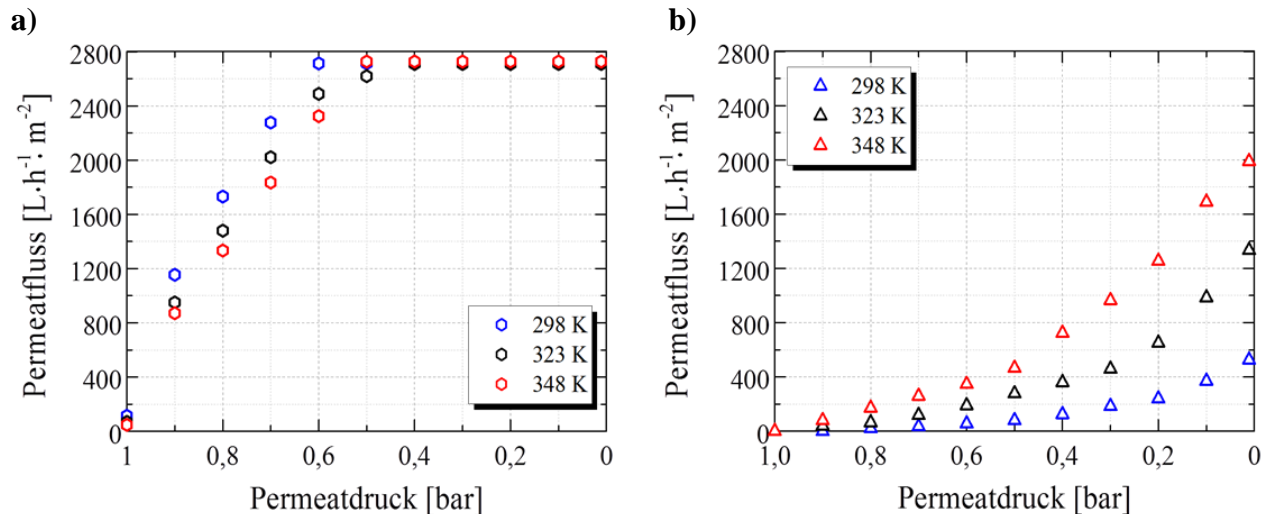 a)
2800
2400
2000
1600
1200
800
400
0
Permeatfluss [L·h⁻¹·m⁻²]
298 K
323 K
348 K
1
0,8
0,6
0,4
0,2
0
Permeatdruck [bar]
b)
2800
2400
2000
1600
1200
800
400
0
Permeatfluss [L·h⁻¹·m⁻²]
298 K
323 K
348 K
1,0
0,8
0,6
0,4
0,2
0
Permeatdruck [bar]